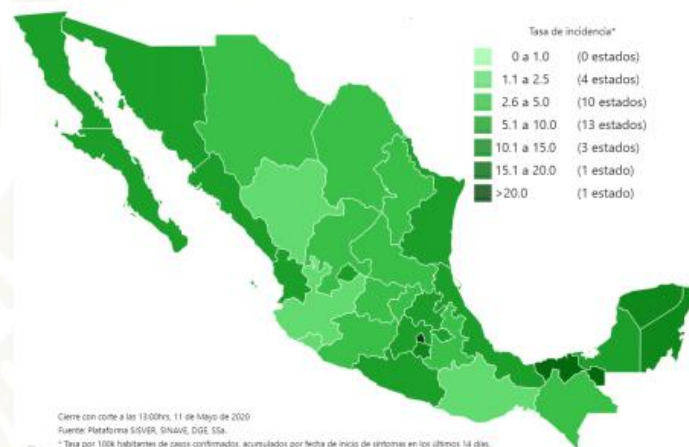 Tasa de incidencia*
0 a 1.0 (0 estados)
1.1 a 2.5 (4 estados)
2.6 a 5.0 (10 estados)
5.1 a 10.0 (13 estados)
10.1 a 15.0 (3 estados)
15.1 a 20.0 (1 estado)
>20.0 (1 estado)
Cierre con corte a las 13:00hrs, 11 de Mayo de 2020
Fuente: Plataforma SISVER, SINAVE, DGE, SSa.
* Tasa por 100k habitantes de casos confirmados, acumulados por fecha de inicio de síntomas en los últimos 14 días.